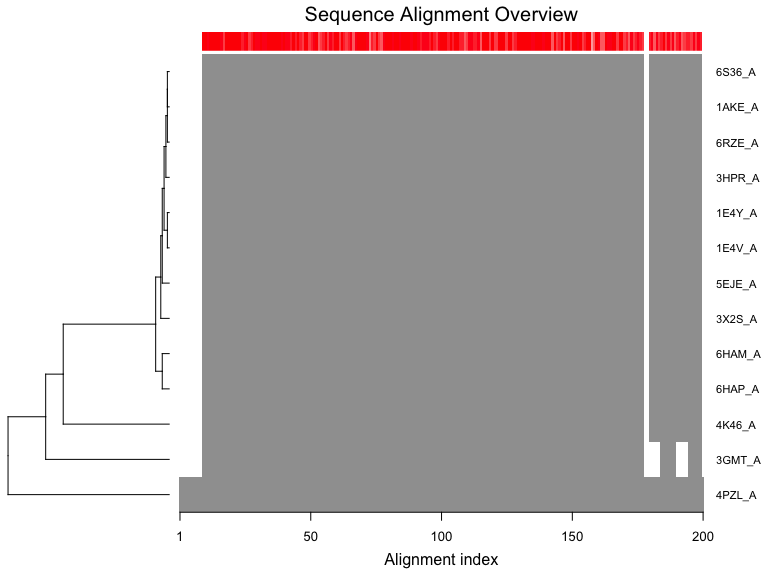 Sequence Alignment Overview
6S36_A
1AKE_A
6RZE_A
3HPR_A
1E4Y_A
1E4V_A
5EJE_A
3X2S_A
6HAM_A
6HAP_A
4K46_A
3GMT_A
4PZL_A
1 50 100 150 200
Alignment index